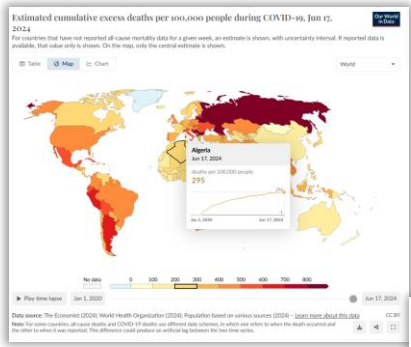 Estimated cumulative excess deaths per 100,000 people during COVID-19, Jun 17,
2024
Our World
in Data
For countries that have not reported all-cause mortality data for a given week, an estimate is shown, with uncertainty interval. If reported data is
available, that value only is shown. On the map, only the central estimate is shown.
Table
Map
Chart
World
Algeria
Jun 17, 2024
deaths per 100,000 people
295
Jan 1, 2020
Jun 17, 2024
No data
0
100
200
300
400
500
600
700
800
Play time-lapse
Jan 1, 2020
Jun 17, 2024
Data source: The Economist (2024); World Health Organization (2024); Population based on various sources (2024) – Learn more about this data
CC BY
Note: For some countries, all-cause deaths and COVID-19 deaths use different date schemes, in which one refers to when the death occurred and
the other to when it was reported. This difference could produce an artificial lag between the two time series.